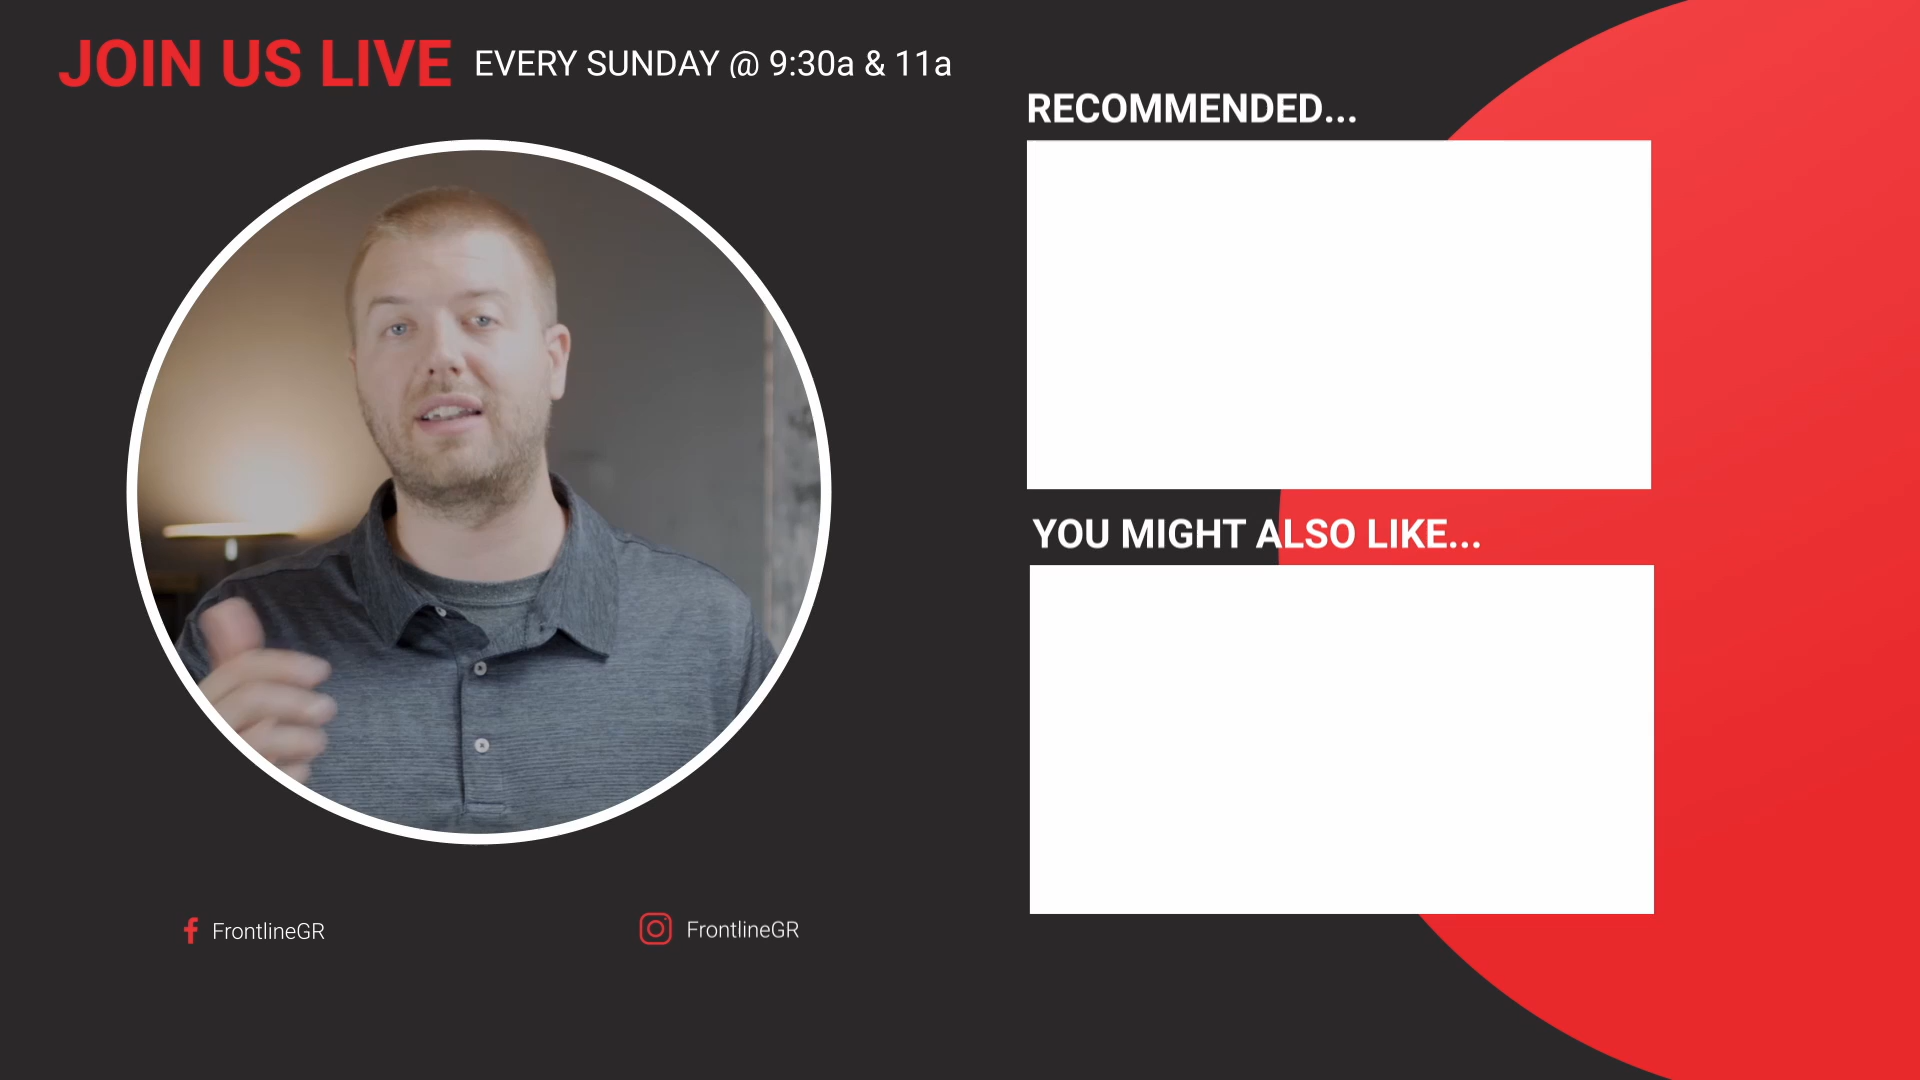 JOIN US LIVE EVERY SUNDAY @ 9:30a & 11a
RECOMMENDED...
YOU MIGHT ALSO LIKE...
FrontlineGR
FrontlineGR